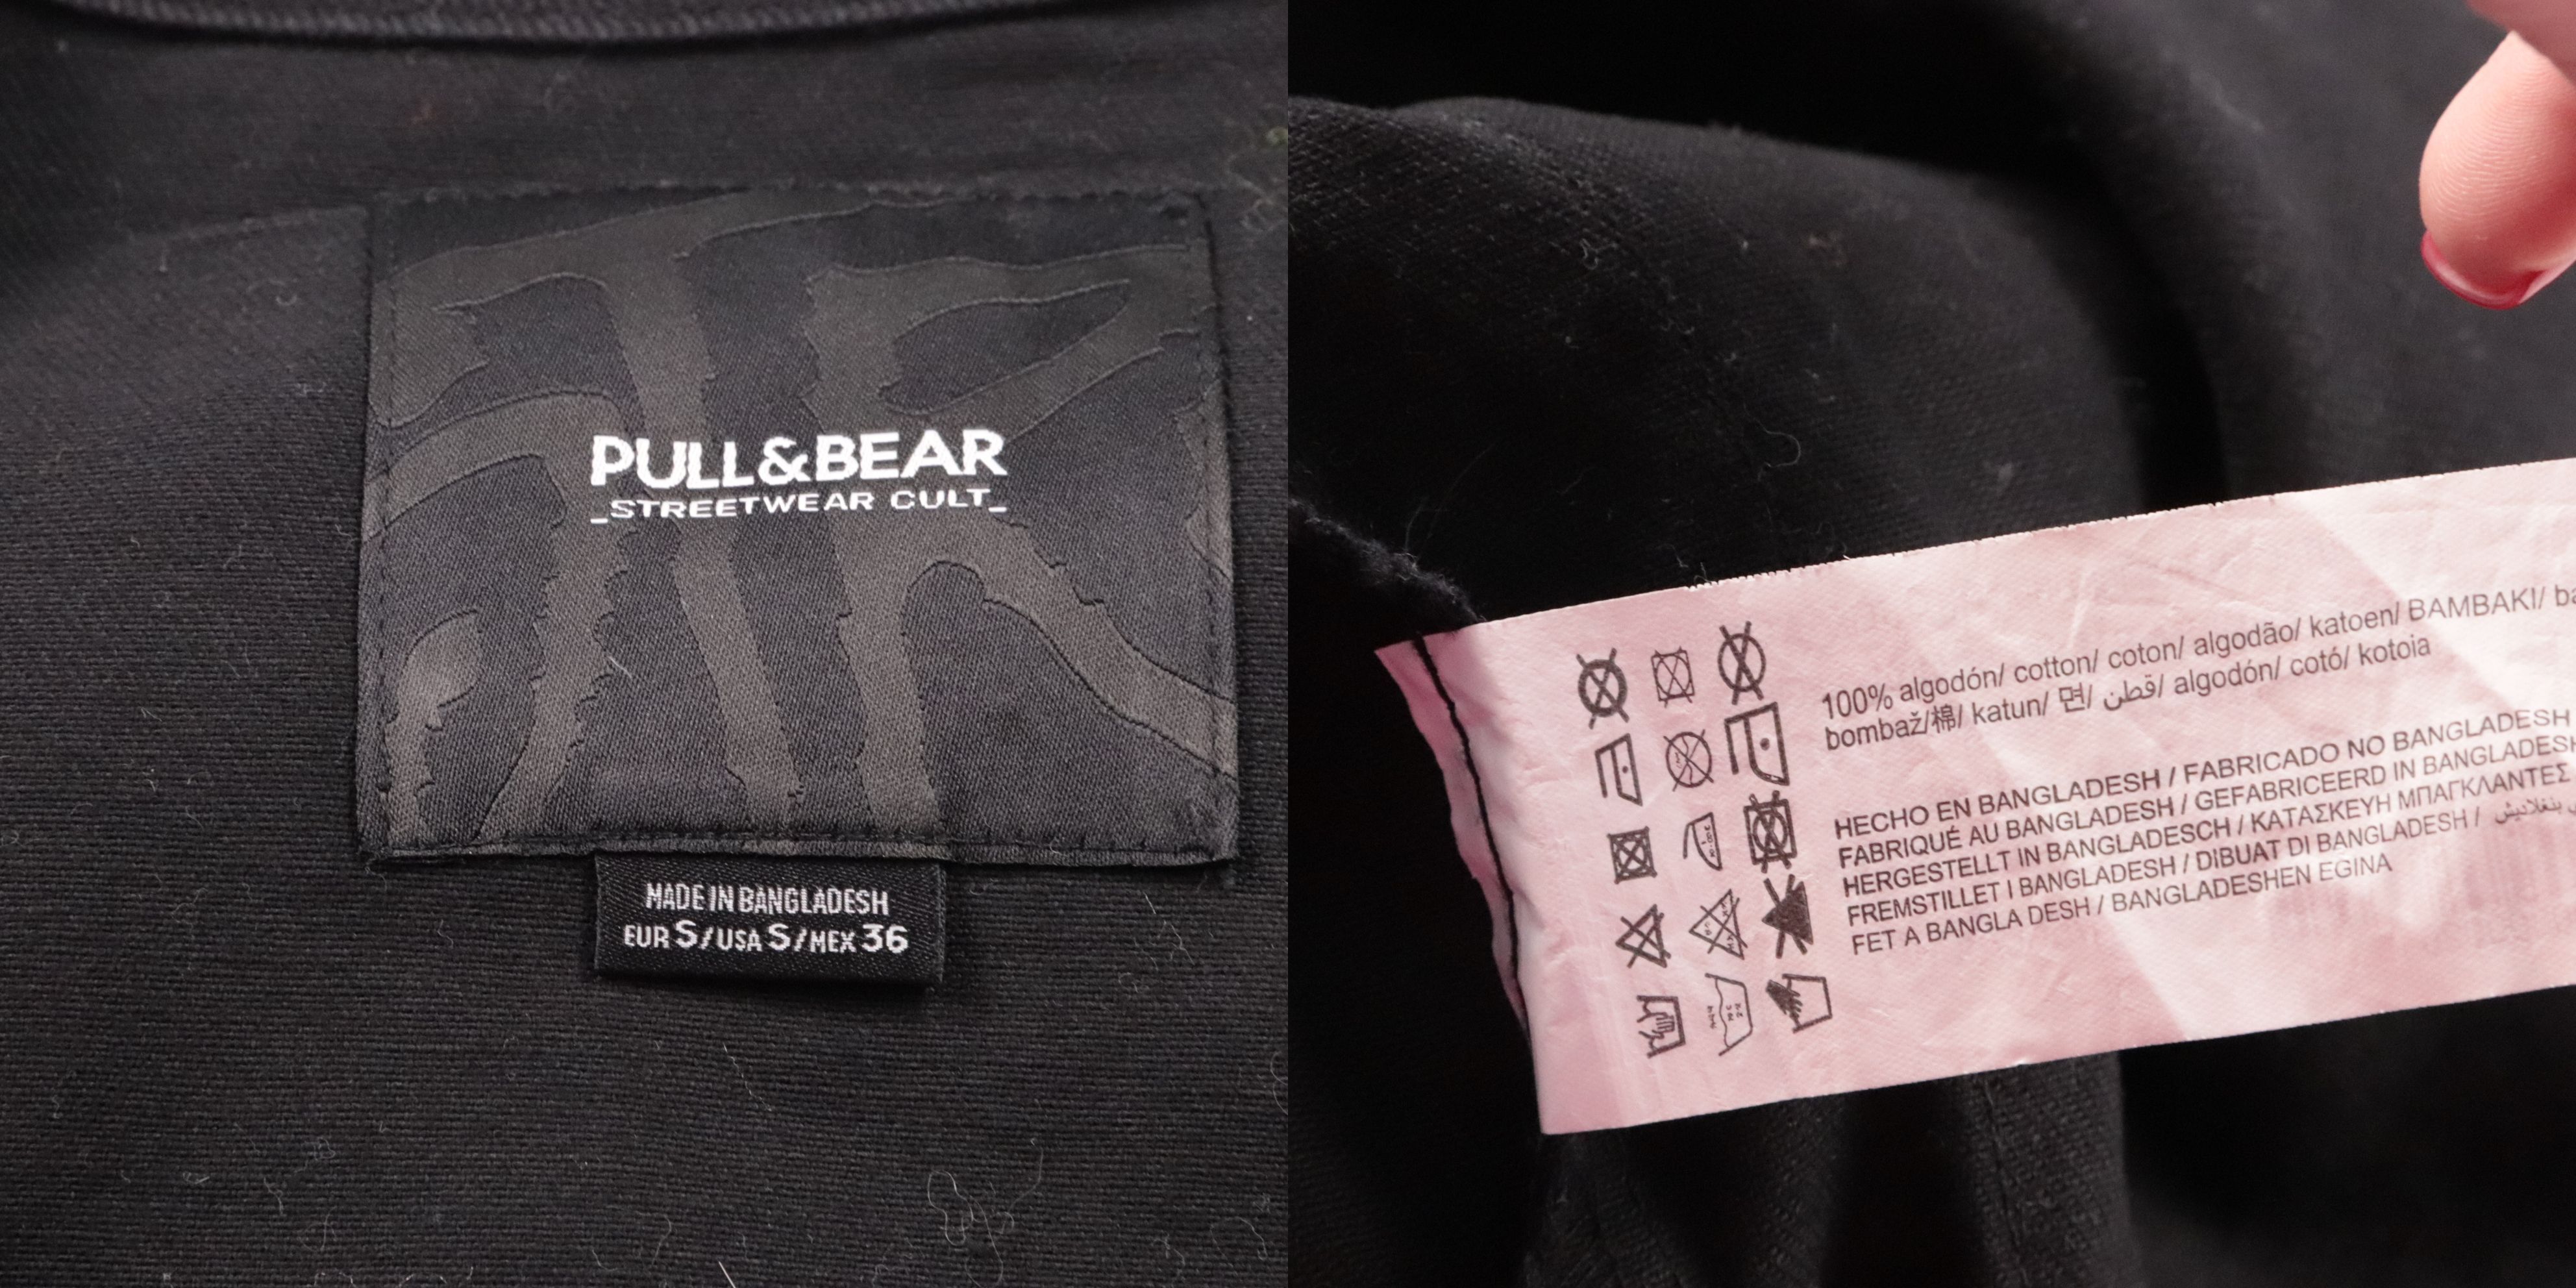 PULL&BEAR
_STREETWEAR CULT_
MADE IN BANGLADESH
EUR S/USA S/MEX 36
100% algodón/ cotton/ coton/ algodão/ katoen/ BAMBAKI/
bombaž/棉/ katun/ 면/ قطن/ algodón/ cotó/ kotoia
HECHO EN BANGLADESH / FABRICADO NO BANGLADESH
FABRIQUÉ AU BANGLADESH / GEFABRICEERD IN BANGLADESH
HERGESTELLT IN BANGLADESCH / ΚΑΤΑΣΚΕΥΗ ΜΠΑΓΚΛΑΝΤΕΣ
FREMSTILLET I BANGLADESH / DIBUAT DI BANGLADESH /
FET A BANGLA DESH / BANGLADESHEN EGINA